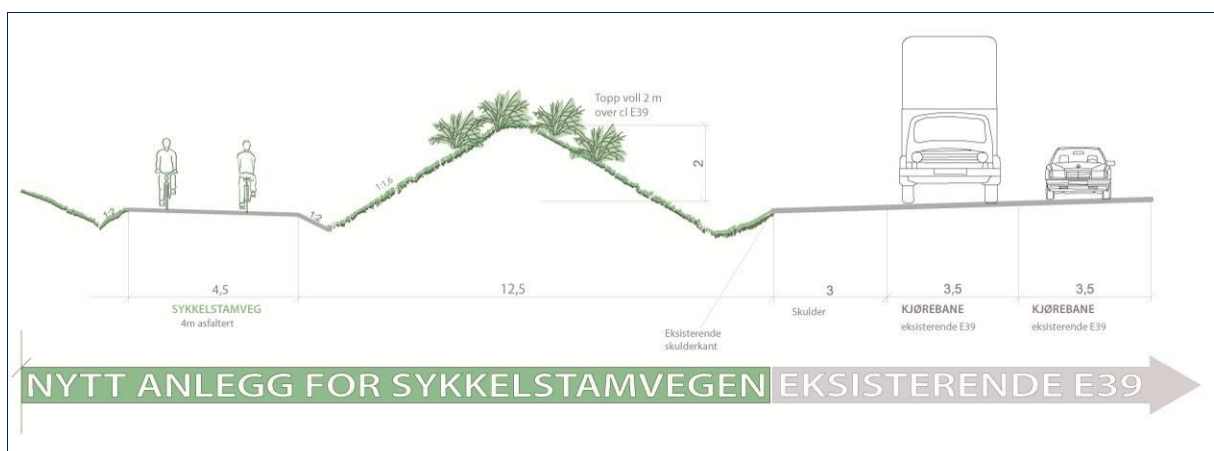 Topp voll 2 m
over cl E39
2
1:1,6
1:2
1:2
4,5
12,5
3
3,5
3,5
SYKKELSTAMVEG
4m asfaltert
Skulder
KJØREBANE
eksisterende E39
KJØREBANE
eksisterende E39
Eksisterende
skulderkant
NYTT ANLEGG FOR SYKKELSTAMVEGEN
EKSISTERENDE E39